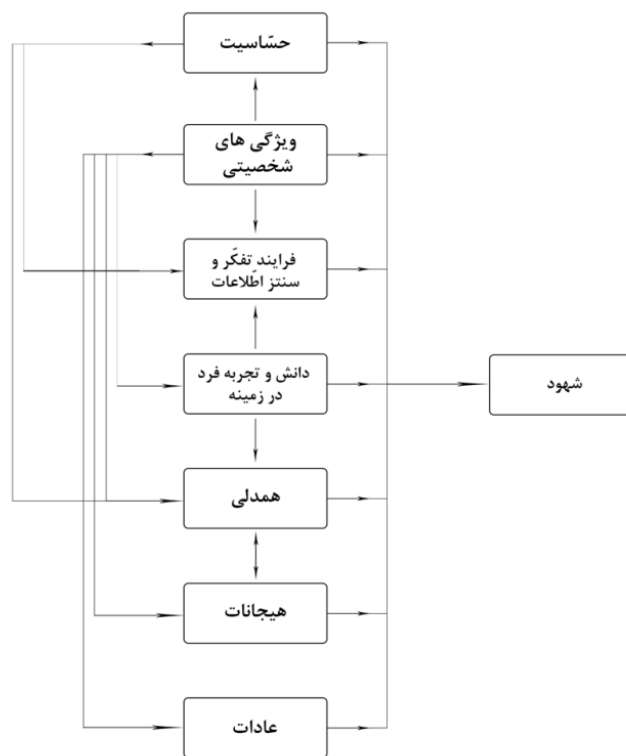 حسّاسیت
ویژگی های
شخصیتی
فرایند تفکّر و
سنتز اطّلاعات
دانش و تجربه فرد
در زمینه
شهود
همدلی
هیجانات
عادات